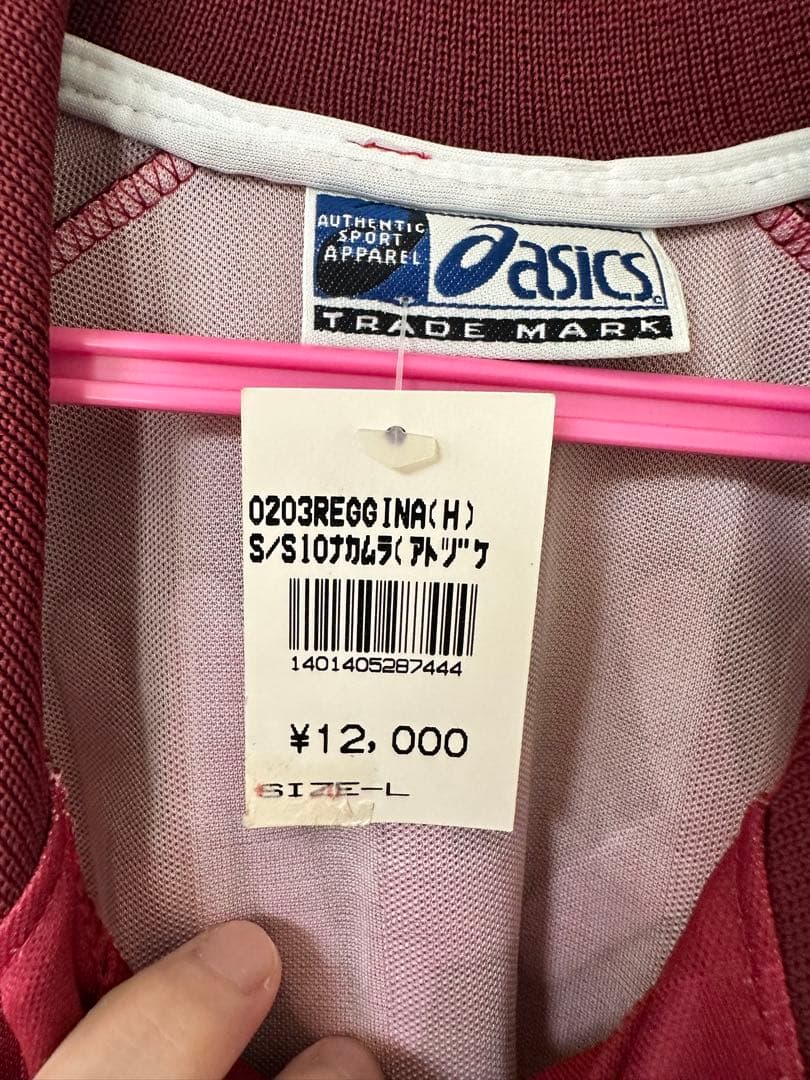 AUTHENTIC
SPORT
APPAREL
asics
TRADE MARK
0203REGGINA(H)
S/S10ﾅｶﾑﾗ(ｱﾄﾂﾞｹ
1401405287444
¥12,000
SIZE-L